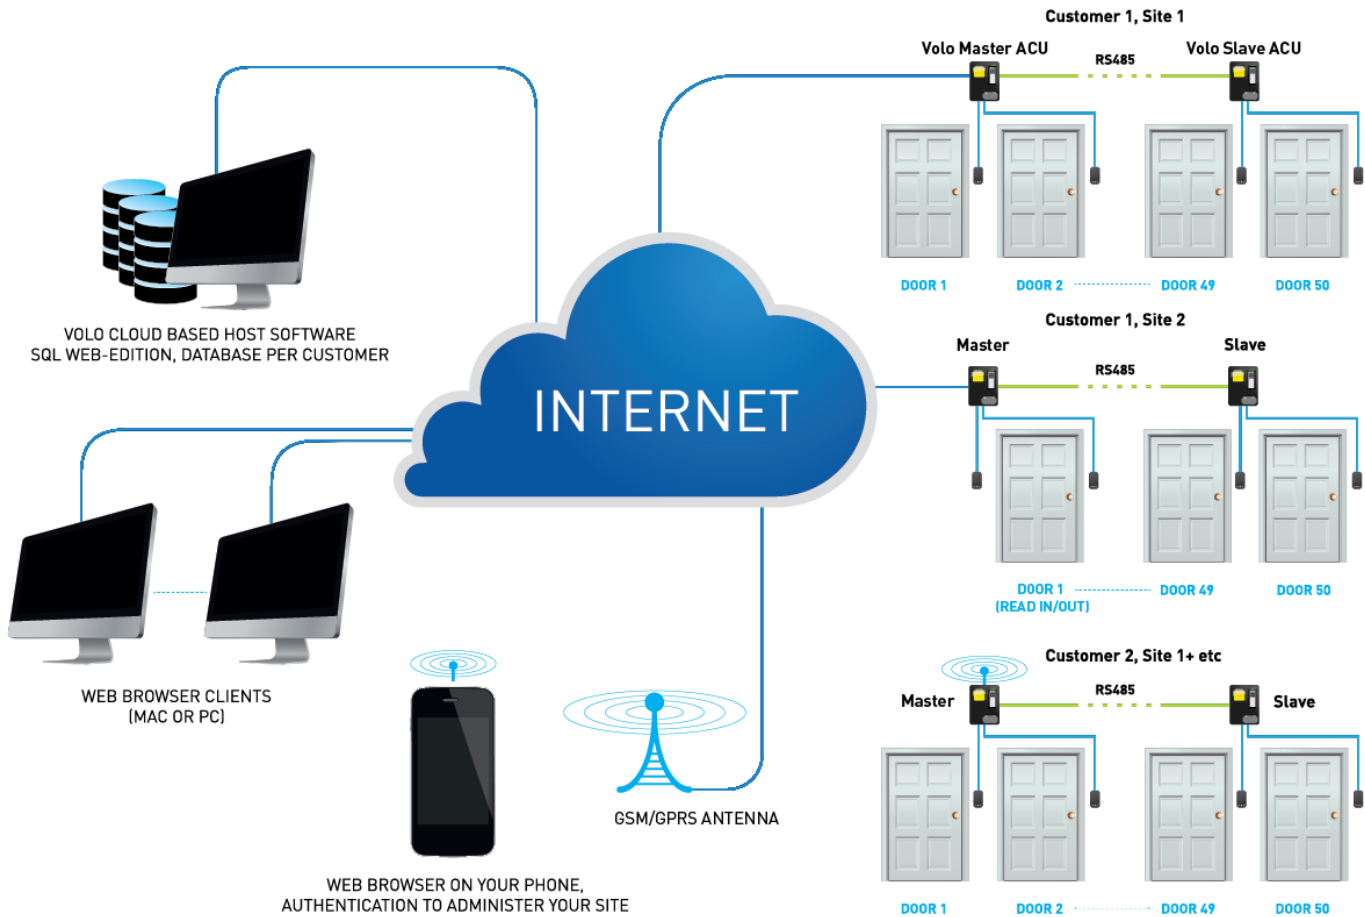 Customer 1, Site 1
Volo Master ACU
Volo Slave ACU
RS485
DOOR 1
DOOR 2
DOOR 49
DOOR 50
VOLO CLOUD BASED HOST SOFTWARE
SQL WEB-EDITION, DATABASE PER CUSTOMER
INTERNET
Customer 1, Site 2
Master
Slave
RS485
DOOR 1
(READ IN/OUT)
DOOR 49
DOOR 50
WEB BROWSER CLIENTS
(MAC OR PC)
WEB BROWSER ON YOUR PHONE,
AUTHENTICATION TO ADMINISTER YOUR SITE
GSM/GPRS ANTENNA
Customer 2, Site 1+ etc
Master
RS485
Slave
DOOR 1
DOOR 2
DOOR 49
DOOR 50